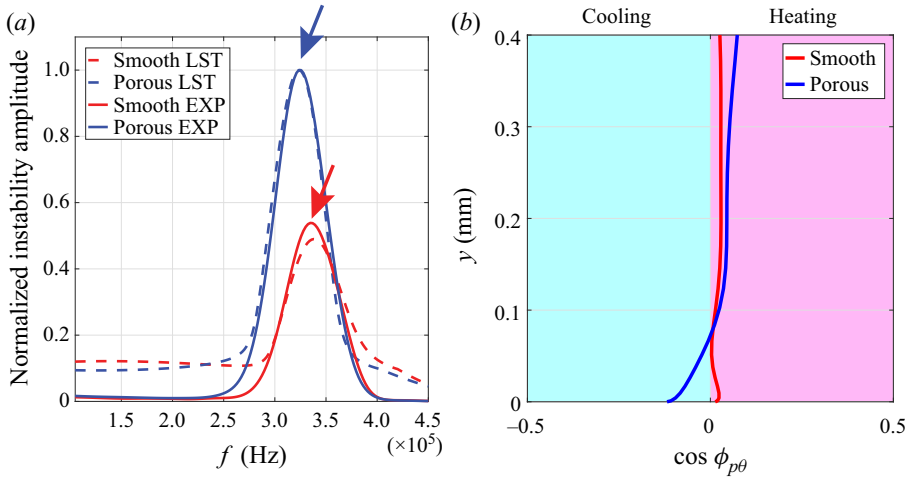 (a)
Normalized instability amplitude
1.0
0.8
0.6
0.4
0.2
0
Smooth LST
Porous LST
Smooth EXP
Porous EXP
1.5 2.0 2.5 3.0 3.5 4.0 4.5
(×10⁵)
f (Hz)
(b)
Cooling Heating
y (mm)
0.4
0.3
0.2
0.1
0
Smooth
Porous
–0.5 0 0.5
cos ϕpθ